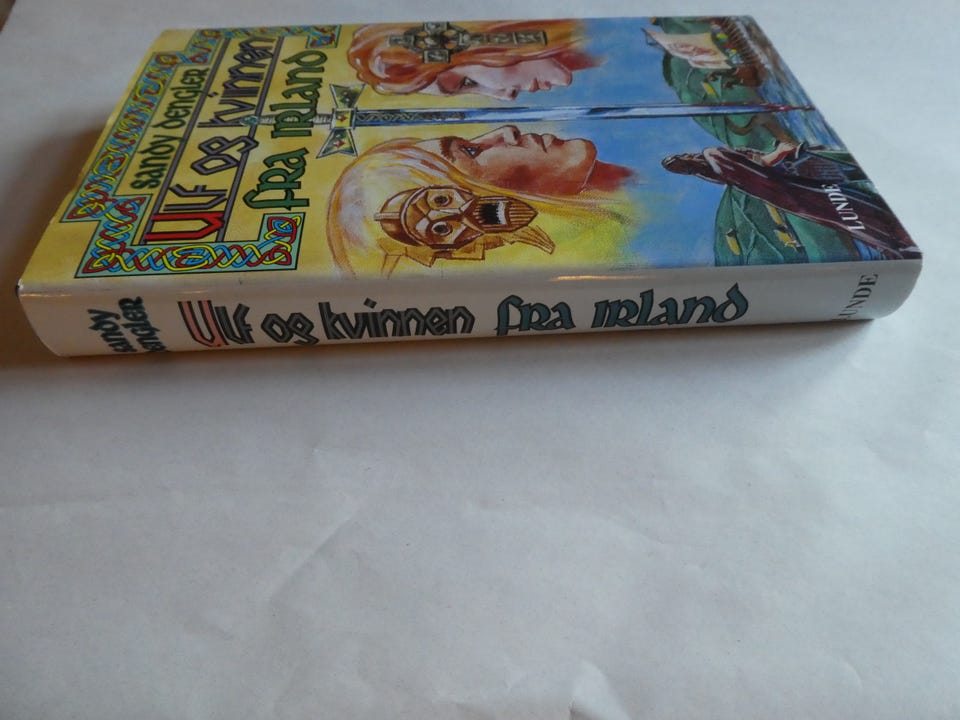 SANDY DENGLER
ULF OG KVINNEN
FRA IRLAND
LUNDE
SANDY
DENGLER
ULF OG KVINNEN FRA IRLAND
LUNDE